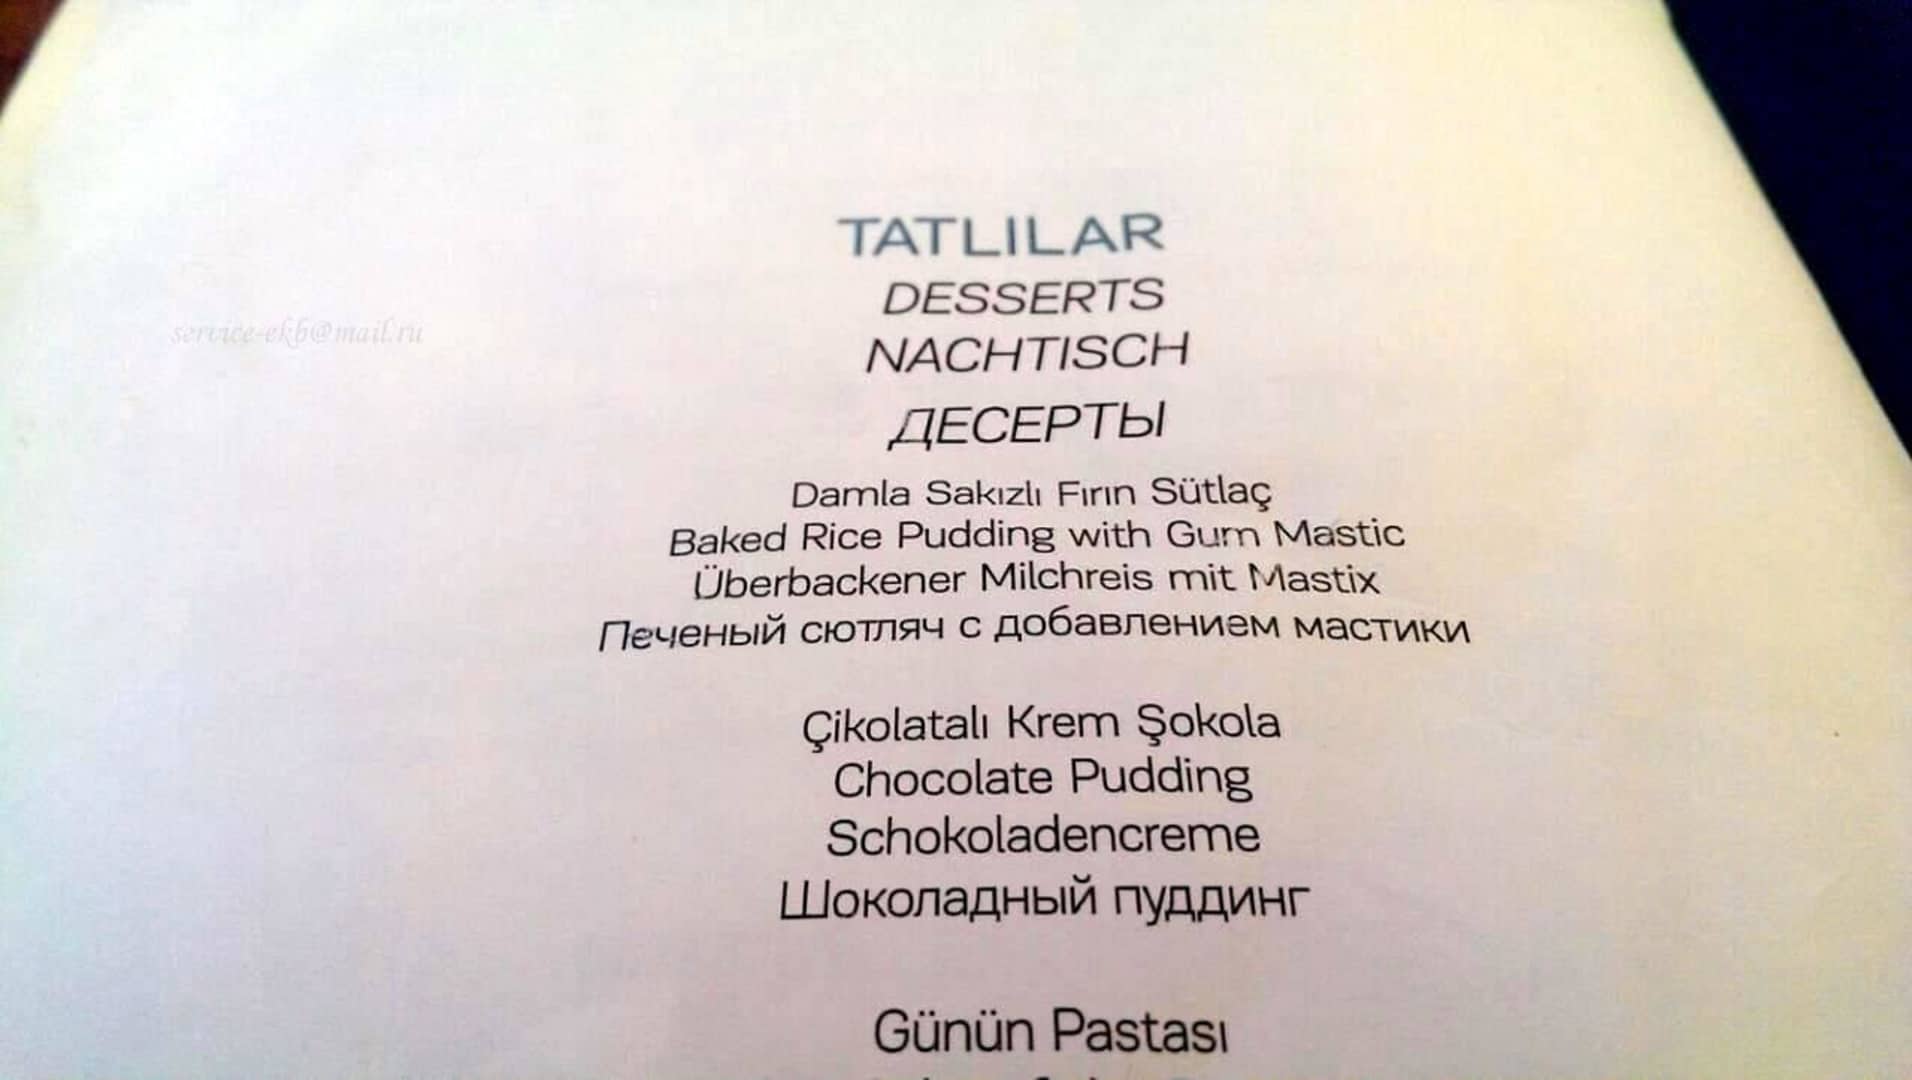 TATLILAR
DESSERTS
NACHTISCH
ДЕСЕРТЫ
service-ekb@mail.ru
Damla Sakızlı Fırın Sütlaç
Baked Rice Pudding with Gum Mastic
Überbackener Milchreis mit Mastix
Печеный сютляч с добавлением мастики
Çikolatalı Krem Şokola
Chocolate Pudding
Schokoladencreme
Шоколадный пуддинг
Günün Pastası